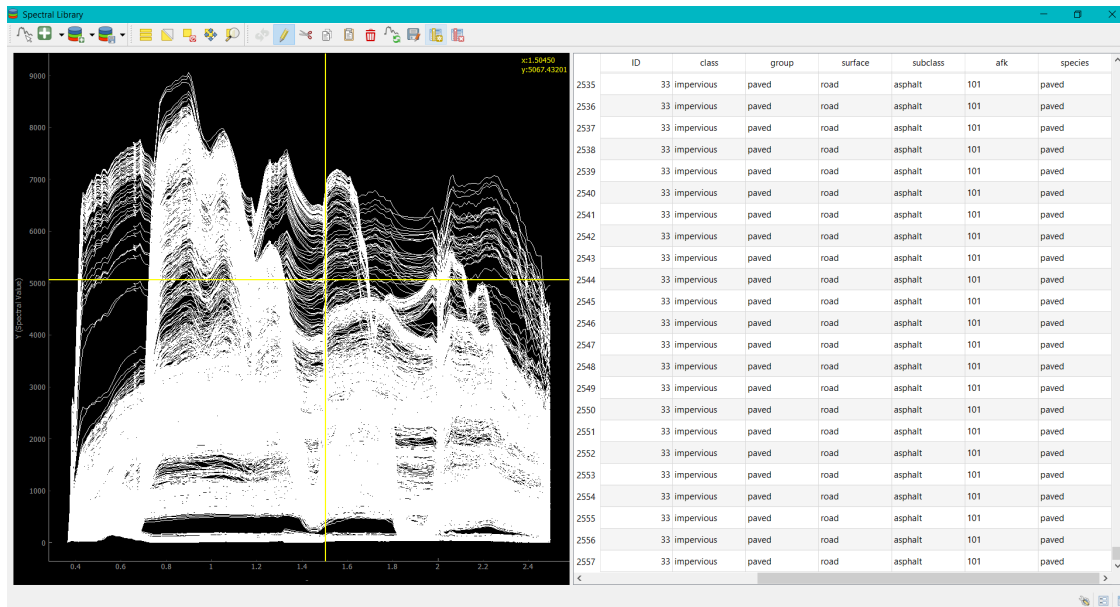 Spectral Library
x:1.50450
y:5067.43201
9000
8000
7000
6000
5000
4000
3000
2000
1000
0
Y (Spectral Value)
0.4 0.6 0.8 1 1.2 1.4 1.6 1.8 2 2.2 2.4
ID class group surface subclass afk species
2535 33 impervious paved road asphalt 101 paved
2536 33 impervious paved road asphalt 101 paved
2537 33 impervious paved road asphalt 101 paved
2538 33 impervious paved road asphalt 101 paved
2539 33 impervious paved road asphalt 101 paved
2540 33 impervious paved road asphalt 101 paved
2541 33 impervious paved road asphalt 101 paved
2542 33 impervious paved road asphalt 101 paved
2543 33 impervious paved road asphalt 101 paved
2544 33 impervious paved road asphalt 101 paved
2545 33 impervious paved road asphalt 101 paved
2546 33 impervious paved road asphalt 101 paved
2547 33 impervious paved road asphalt 101 paved
2548 33 impervious paved road asphalt 101 paved
2549 33 impervious paved road asphalt 101 paved
2550 33 impervious paved road asphalt 101 paved
2551 33 impervious paved road asphalt 101 paved
2552 33 impervious paved road asphalt 101 paved
2553 33 impervious paved road asphalt 101 paved
2554 33 impervious paved road asphalt 101 paved
2555 33 impervious paved road asphalt 101 paved
2556 33 impervious paved road asphalt 101 paved
2557 33 impervious paved road asphalt 101 paved